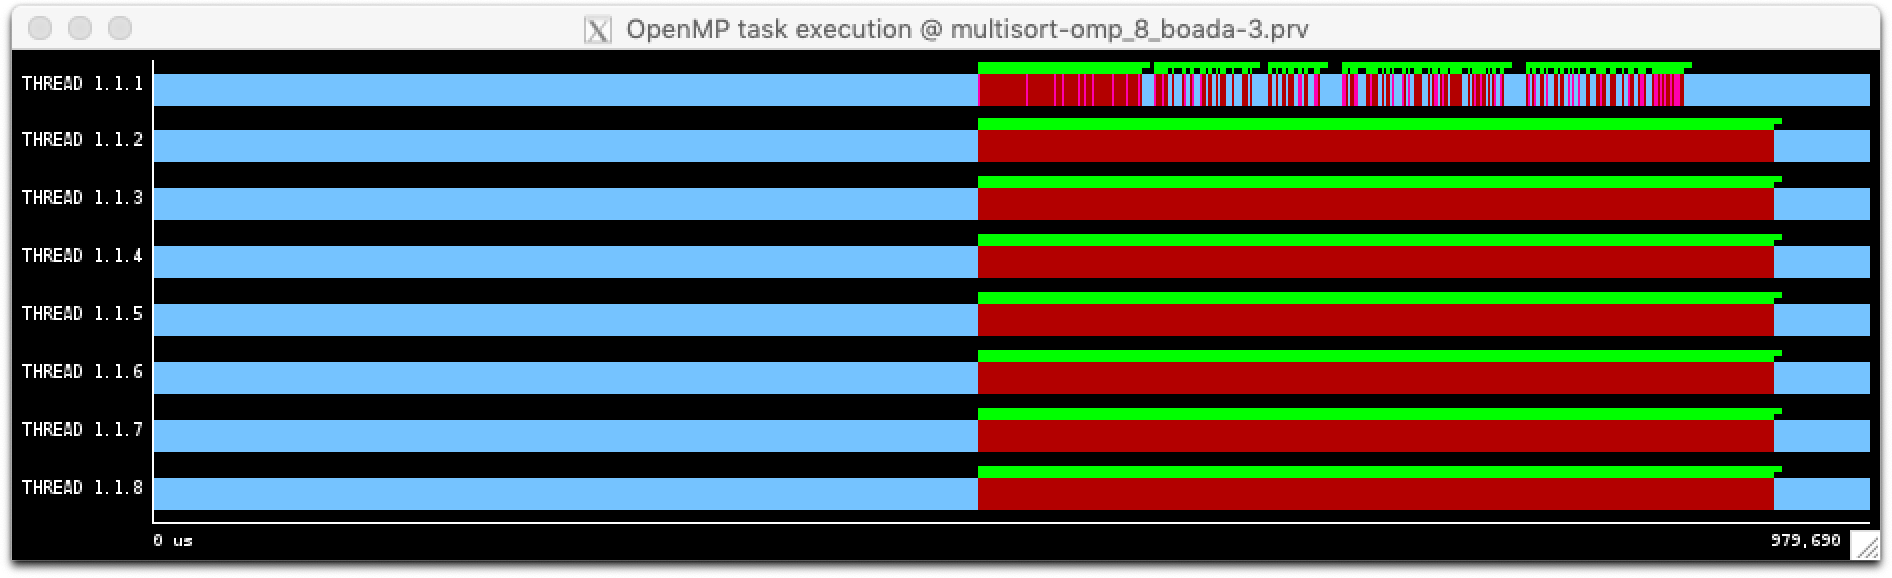 OpenMP task execution @ multisort-omp_8_boada-3.prv
THREAD 1.1.1
THREAD 1.1.2
THREAD 1.1.3
THREAD 1.1.4
THREAD 1.1.5
THREAD 1.1.6
THREAD 1.1.7
THREAD 1.1.8
0 us
979,690